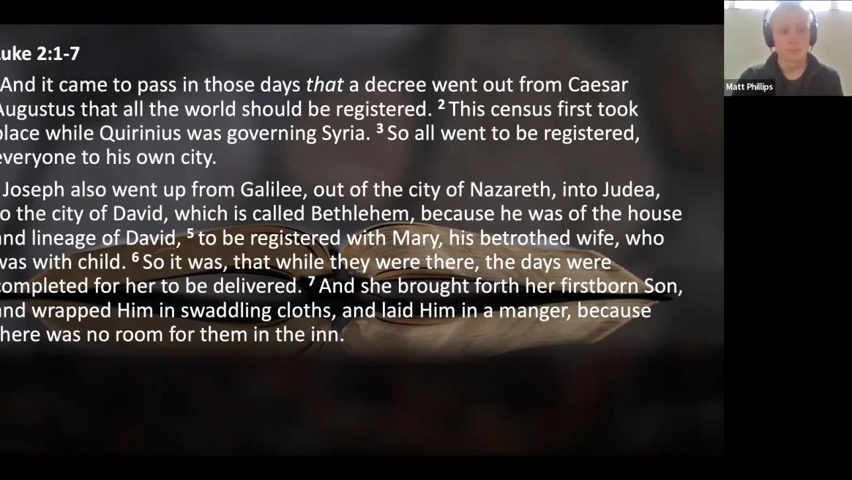 Luke 2:1-7
And it came to pass in those days that a decree went out from Caesar
Augustus that all the world should be registered. 2 This census first took
place while Quirinius was governing Syria. 3 So all went to be registered,
everyone to his own city.
Joseph also went up from Galilee, out of the city of Nazareth, into Judea,
to the city of David, which is called Bethlehem, because he was of the house
and lineage of David, 5 to be registered with Mary, his betrothed wife, who
was with child. 6 So it was, that while they were there, the days were
completed for her to be delivered. 7 And she brought forth her firstborn Son,
and wrapped Him in swaddling cloths, and laid Him in a manger, because
there was no room for them in the inn.
Matt Phillips